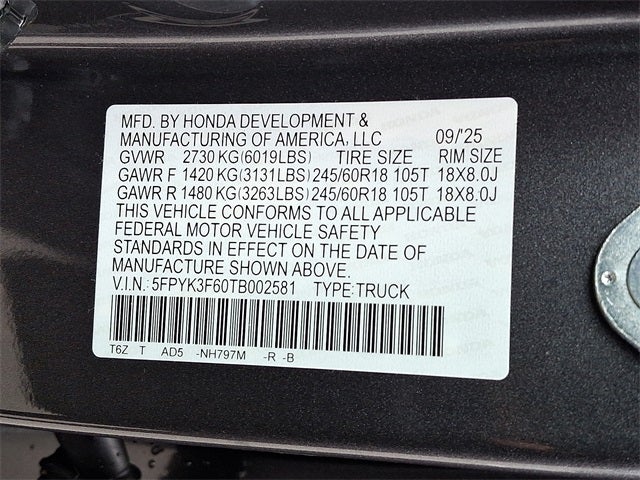 MFD. BY HONDA DEVELOPMENT &
MANUFACTURING OF AMERICA, LLC 09/'25
GVWR 2730 KG(6019LBS) TIRE SIZE RIM SIZE
GAWR F 1420 KG(3131LBS) 245/60R18 105T 18X8.0J
GAWR R 1480 KG(3263LBS) 245/60R18 105T 18X8.0J
THIS VEHICLE CONFORMS TO ALL APPLICABLE
FEDERAL MOTOR VEHICLE SAFETY
STANDARDS IN EFFECT ON THE DATE OF
MANUFACTURE SHOWN ABOVE.
V.I.N.: 5FPYK3F60TB002581 TYPE:TRUCK
T6Z T AD5 -NH797M -R -B